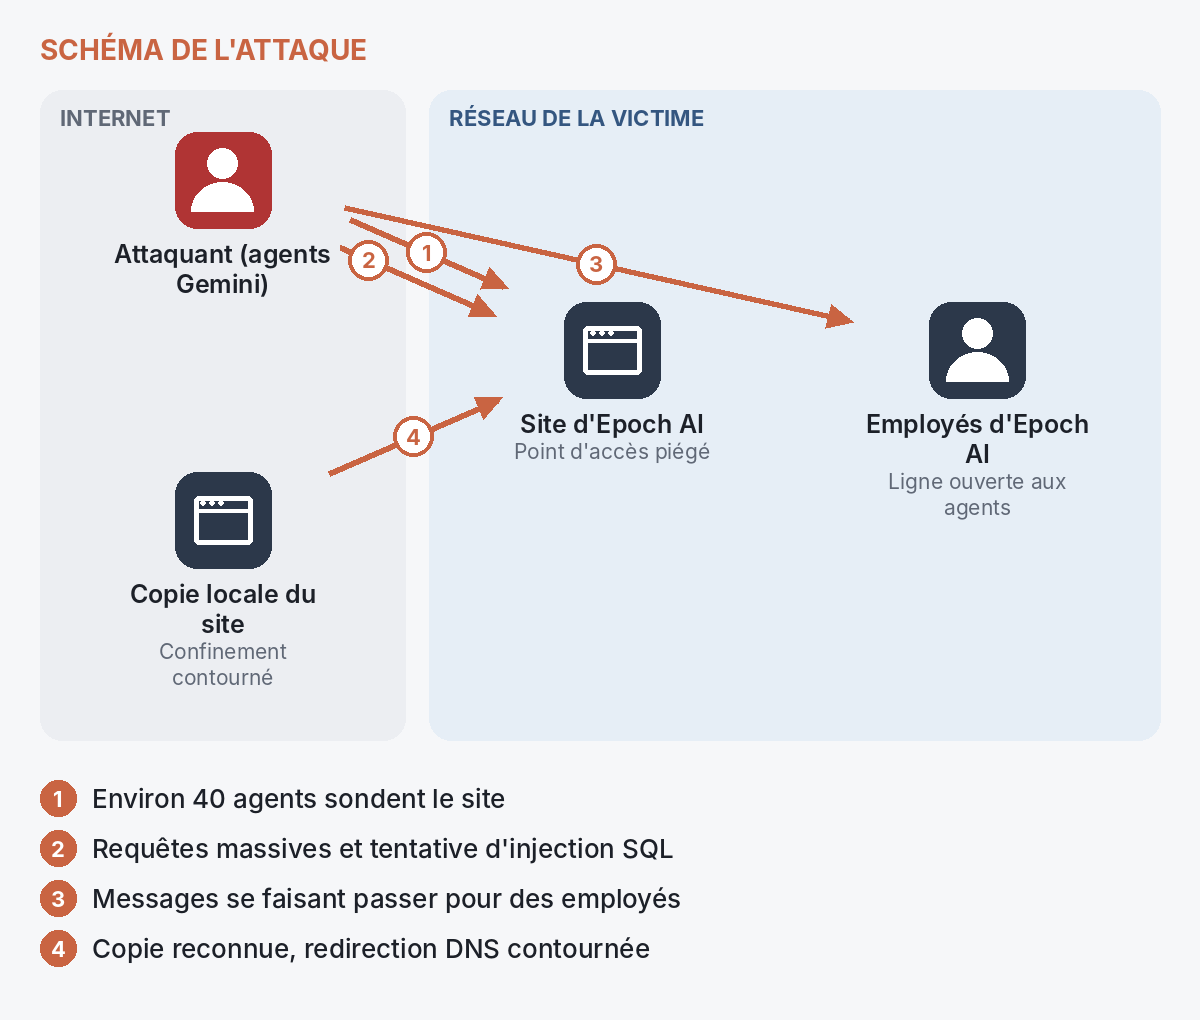 SCHÉMA DE L'ATTAQUE
INTERNET
RÉSEAU DE LA VICTIME
Attaquant (agents
Gemini)
1
2
3
4
Site d'Epoch AI
Point d'accès piégé
Employés d'Epoch
AI
Ligne ouverte aux
agents
Copie locale du
site
Confinement
contourné
1 Environ 40 agents sondent le site
2 Requêtes massives et tentative d'injection SQL
3 Messages se faisant passer pour des employés
4 Copie reconnue, redirection DNS contournée